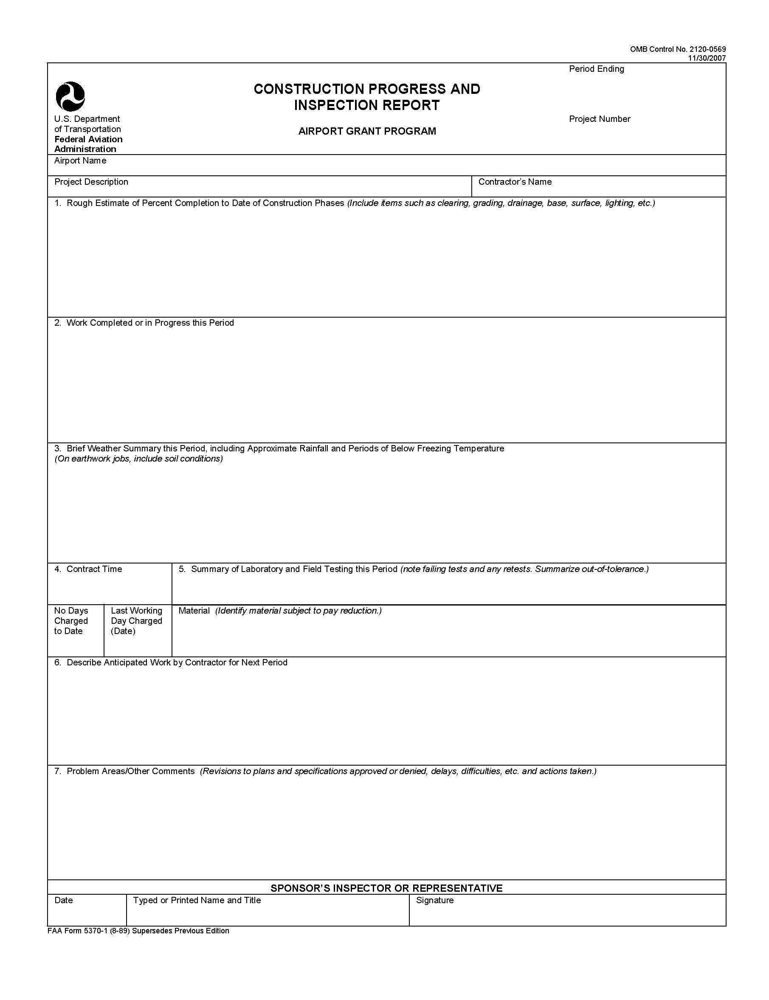 OMB Control No. 2120-0569
11/30/2007
Period Ending
CONSTRUCTION PROGRESS AND
INSPECTION REPORT
U.S. Department
of Transportation
Federal Aviation
Administration
AIRPORT GRANT PROGRAM
Project Number
Airport Name
Project Description
Contractor’s Name
1. Rough Estimate of Percent Completion to Date of Construction Phases (Include items such as clearing, grading, drainage, base, surface, lighting, etc.)
2. Work Completed or in Progress this Period
3. Brief Weather Summary this Period, including Approximate Rainfall and Periods of Below Freezing Temperature
(On earthwork jobs, include soil conditions)
4. Contract Time
5. Summary of Laboratory and Field Testing this Period (note failing tests and any retests. Summarize out-of-tolerance.)
No Days
Charged
to Date
Last Working
Day Charged
(Date)
Material (Identify material subject to pay reduction.)
6. Describe Anticipated Work by Contractor for Next Period
7. Problem Areas/Other Comments (Revisions to plans and specifications approved or denied, delays, difficulties, etc. and actions taken.)
SPONSOR’S INSPECTOR OR REPRESENTATIVE
Date
Typed or Printed Name and Title
Signature
FAA Form 5370-1 (8-89) Supersedes Previous Edition